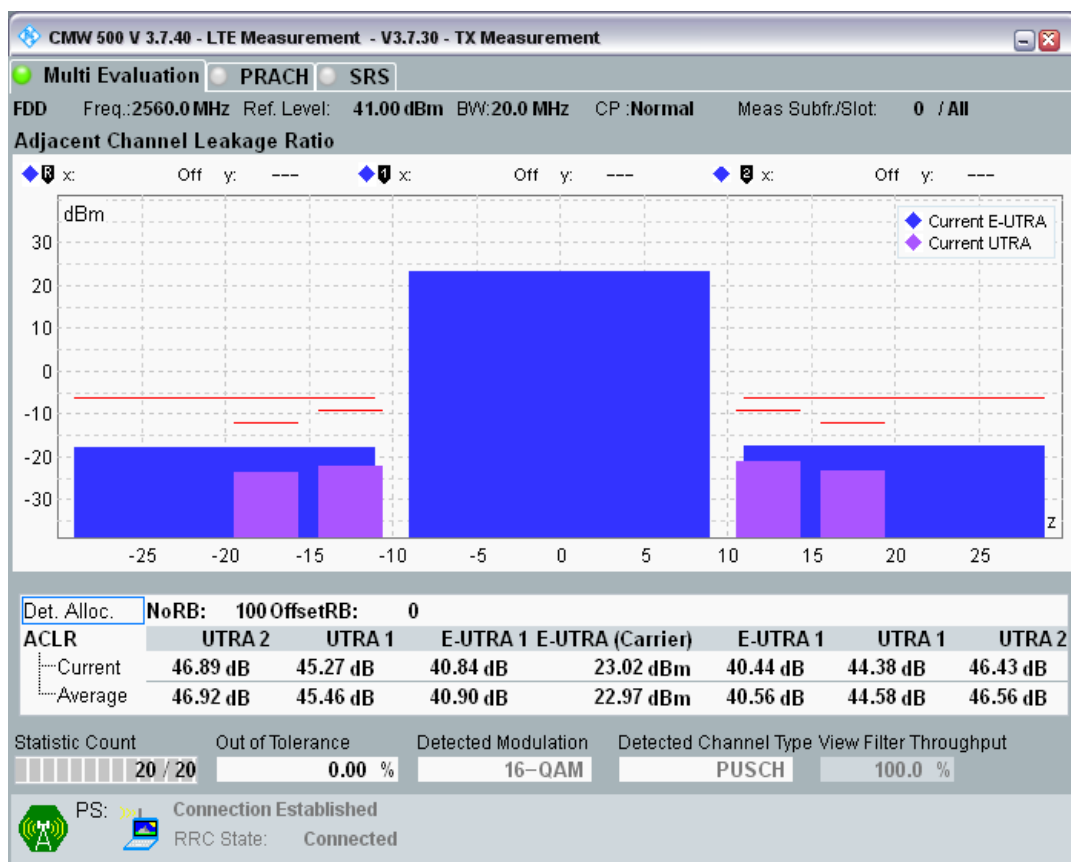 CMW 500 V 3.7.40 - LTE Measurement - V3.7.30 - TX Measurement
Multi Evaluation PRACH SRS
FDD Freq.:2560.0 MHz Ref. Level: 41.00 dBm BW:20.0 MHz CP :Normal Meas Subfr./Slot: 0 / All
Adjacent Channel Leakage Ratio
R x: Off y: --- 1 x: Off y: --- 2 x: Off y: ---
dBm
Current E-UTRA
Current UTRA
30
20
10
0
-10
-20
-30
z
-25 -20 -15 -10 -5 0 5 10 15 20 25
Det. Alloc. NoRB: 100 OffsetRB: 0
ACLR UTRA 2 UTRA 1 E-UTRA 1 E-UTRA (Carrier) E-UTRA 1 UTRA 1 UTRA 2
Current 46.89 dB 45.27 dB 40.84 dB 23.02 dBm 40.44 dB 44.38 dB 46.43 dB
Average 46.92 dB 45.46 dB 40.90 dB 22.97 dBm 40.56 dB 44.58 dB 46.56 dB
Statistic Count Out of Tolerance Detected Modulation Detected Channel Type View Filter Throughput
20 / 20 0.00 % 16-QAM PUSCH 100.0 %
PS: Connection Established
RRC State: Connected